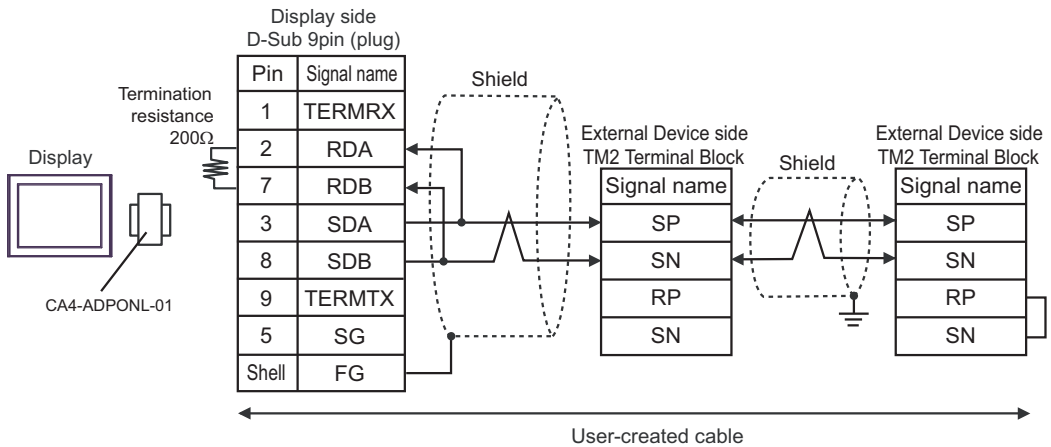 Display side
D-Sub 9pin (plug)
Pin Signal name
1 TERMRX
2 RDA
7 RDB
3 SDA
8 SDB
9 TERMTX
5 SG
Shell FG
Termination
resistance
200Ω
Display
CA4-ADPONL-01
Shield
External Device side
TM2 Terminal Block
Signal name
SP
SN
RP
SN
Shield
External Device side
TM2 Terminal Block
Signal name
SP
SN
RP
SN
User-created cable